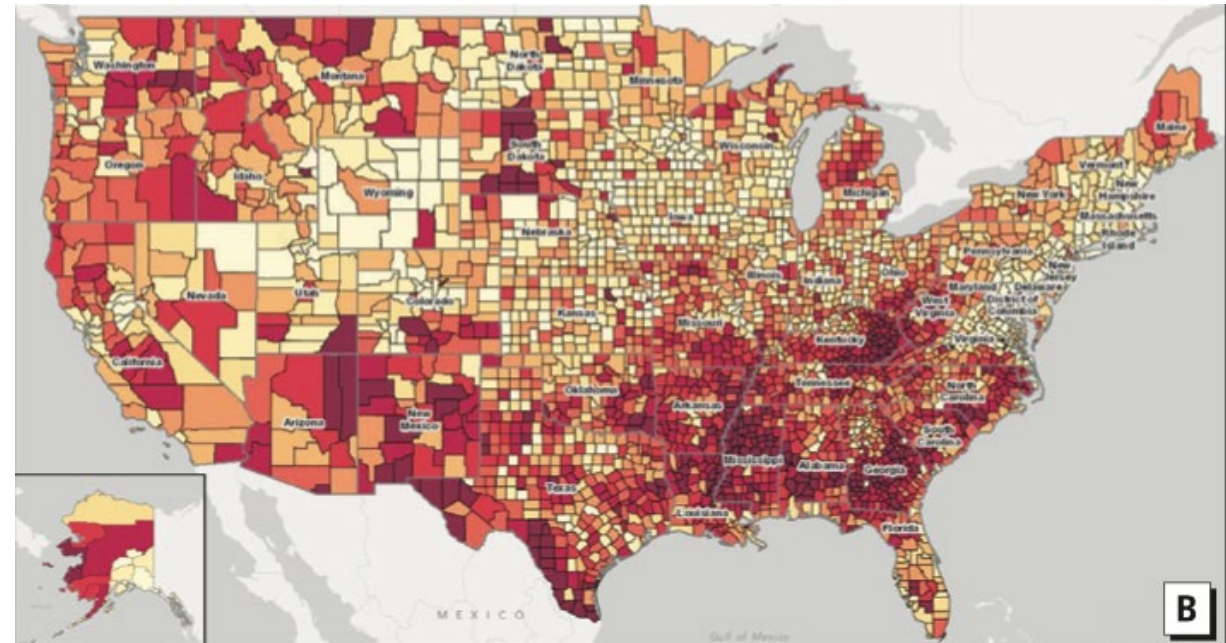 Washington
Montana
North
Dakota
Minnesota
Maine
Oregon
Idaho
South
Dakota
Wisconsin
Vermont
Wyoming
Michigan
New York
New
Hampshire
Massachusetts
Rhode
Island
Iowa
Nebraska
Pennsylvania
New
Jersey
Nevada
Utah
Colorado
Illinois
Indiana
Ohio
Maryland
Delaware
District of
Columbia
West
Virginia
Kansas
Missouri
Kentucky
Virginia
California
Tennessee
North
Carolina
Oklahoma
Arkansas
Arizona
New
Mexico
South
Carolina
Mississippi
Alabama
Georgia
Texas
Louisiana
Florida
MEXICO
Gulf of Mexico
B